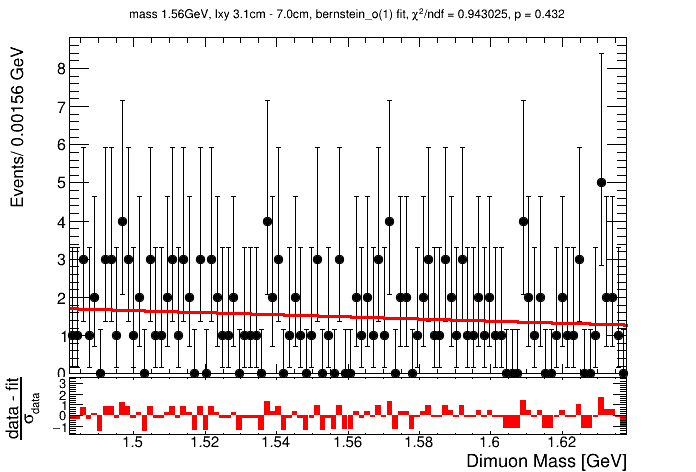 mass 1.56GeV, lxy 3.1cm - 7.0cm, bernstein_o(1) fit, χ²/ndf = 0.943025, p = 0.432
Events/ 0.00156 GeV
8
7
6
5
4
3
2
1
0
data - fit
σdata
3
2
1
0
−1
1.5 1.52 1.54 1.56 1.58 1.6 1.62
Dimuon Mass [GeV]